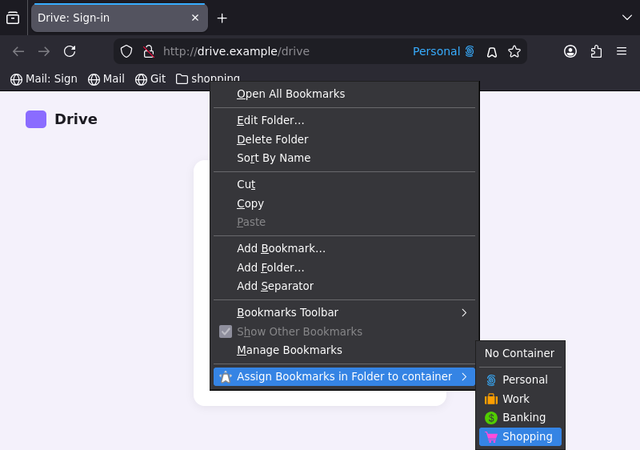 Drive: Sign-in
http://drive.example/drive
Personal
Mail: Sign
Mail
Git
shopping
Drive
Open All Bookmarks
Edit Folder…
Delete Folder
Sort By Name
Cut
Copy
Paste
Add Bookmark…
Add Folder…
Add Separator
Bookmarks Toolbar
Show Other Bookmarks
Manage Bookmarks
Assign Bookmarks in Folder to container
No Container
Personal
Work
Banking
Shopping